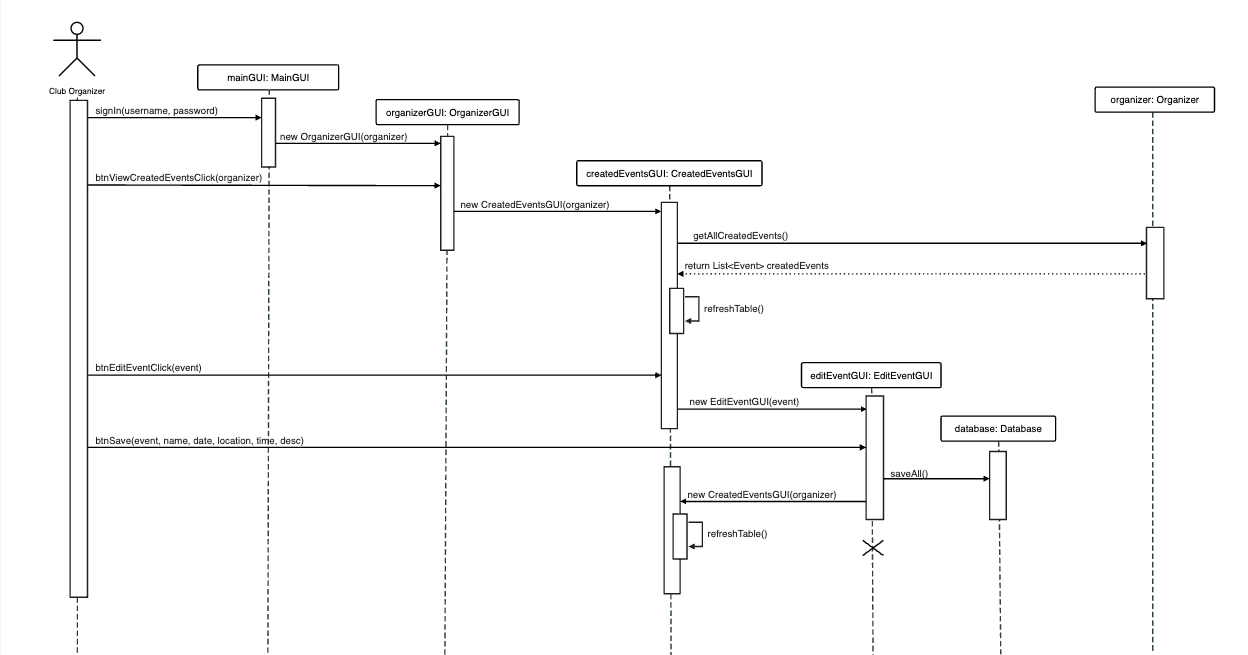 Club Organizer
mainGUI: MainGUI
organizerGUI: OrganizerGUI
organizer: Organizer
signIn(username, password)
new OrganizerGUI(organizer)
createdEventsGUI: CreatedEventsGUI
btnViewCreatedEventsClick(organizer)
new CreatedEventsGUI(organizer)
getAllCreatedEvents()
return List<Event> createdEvents
refreshTable()
btnEditEventClick(event)
editEventGUI: EditEventGUI
new EditEventGUI(event)
database: Database
btnSave(event, name, date, location, time, desc)
saveAll()
new CreatedEventsGUI(organizer)
refreshTable()